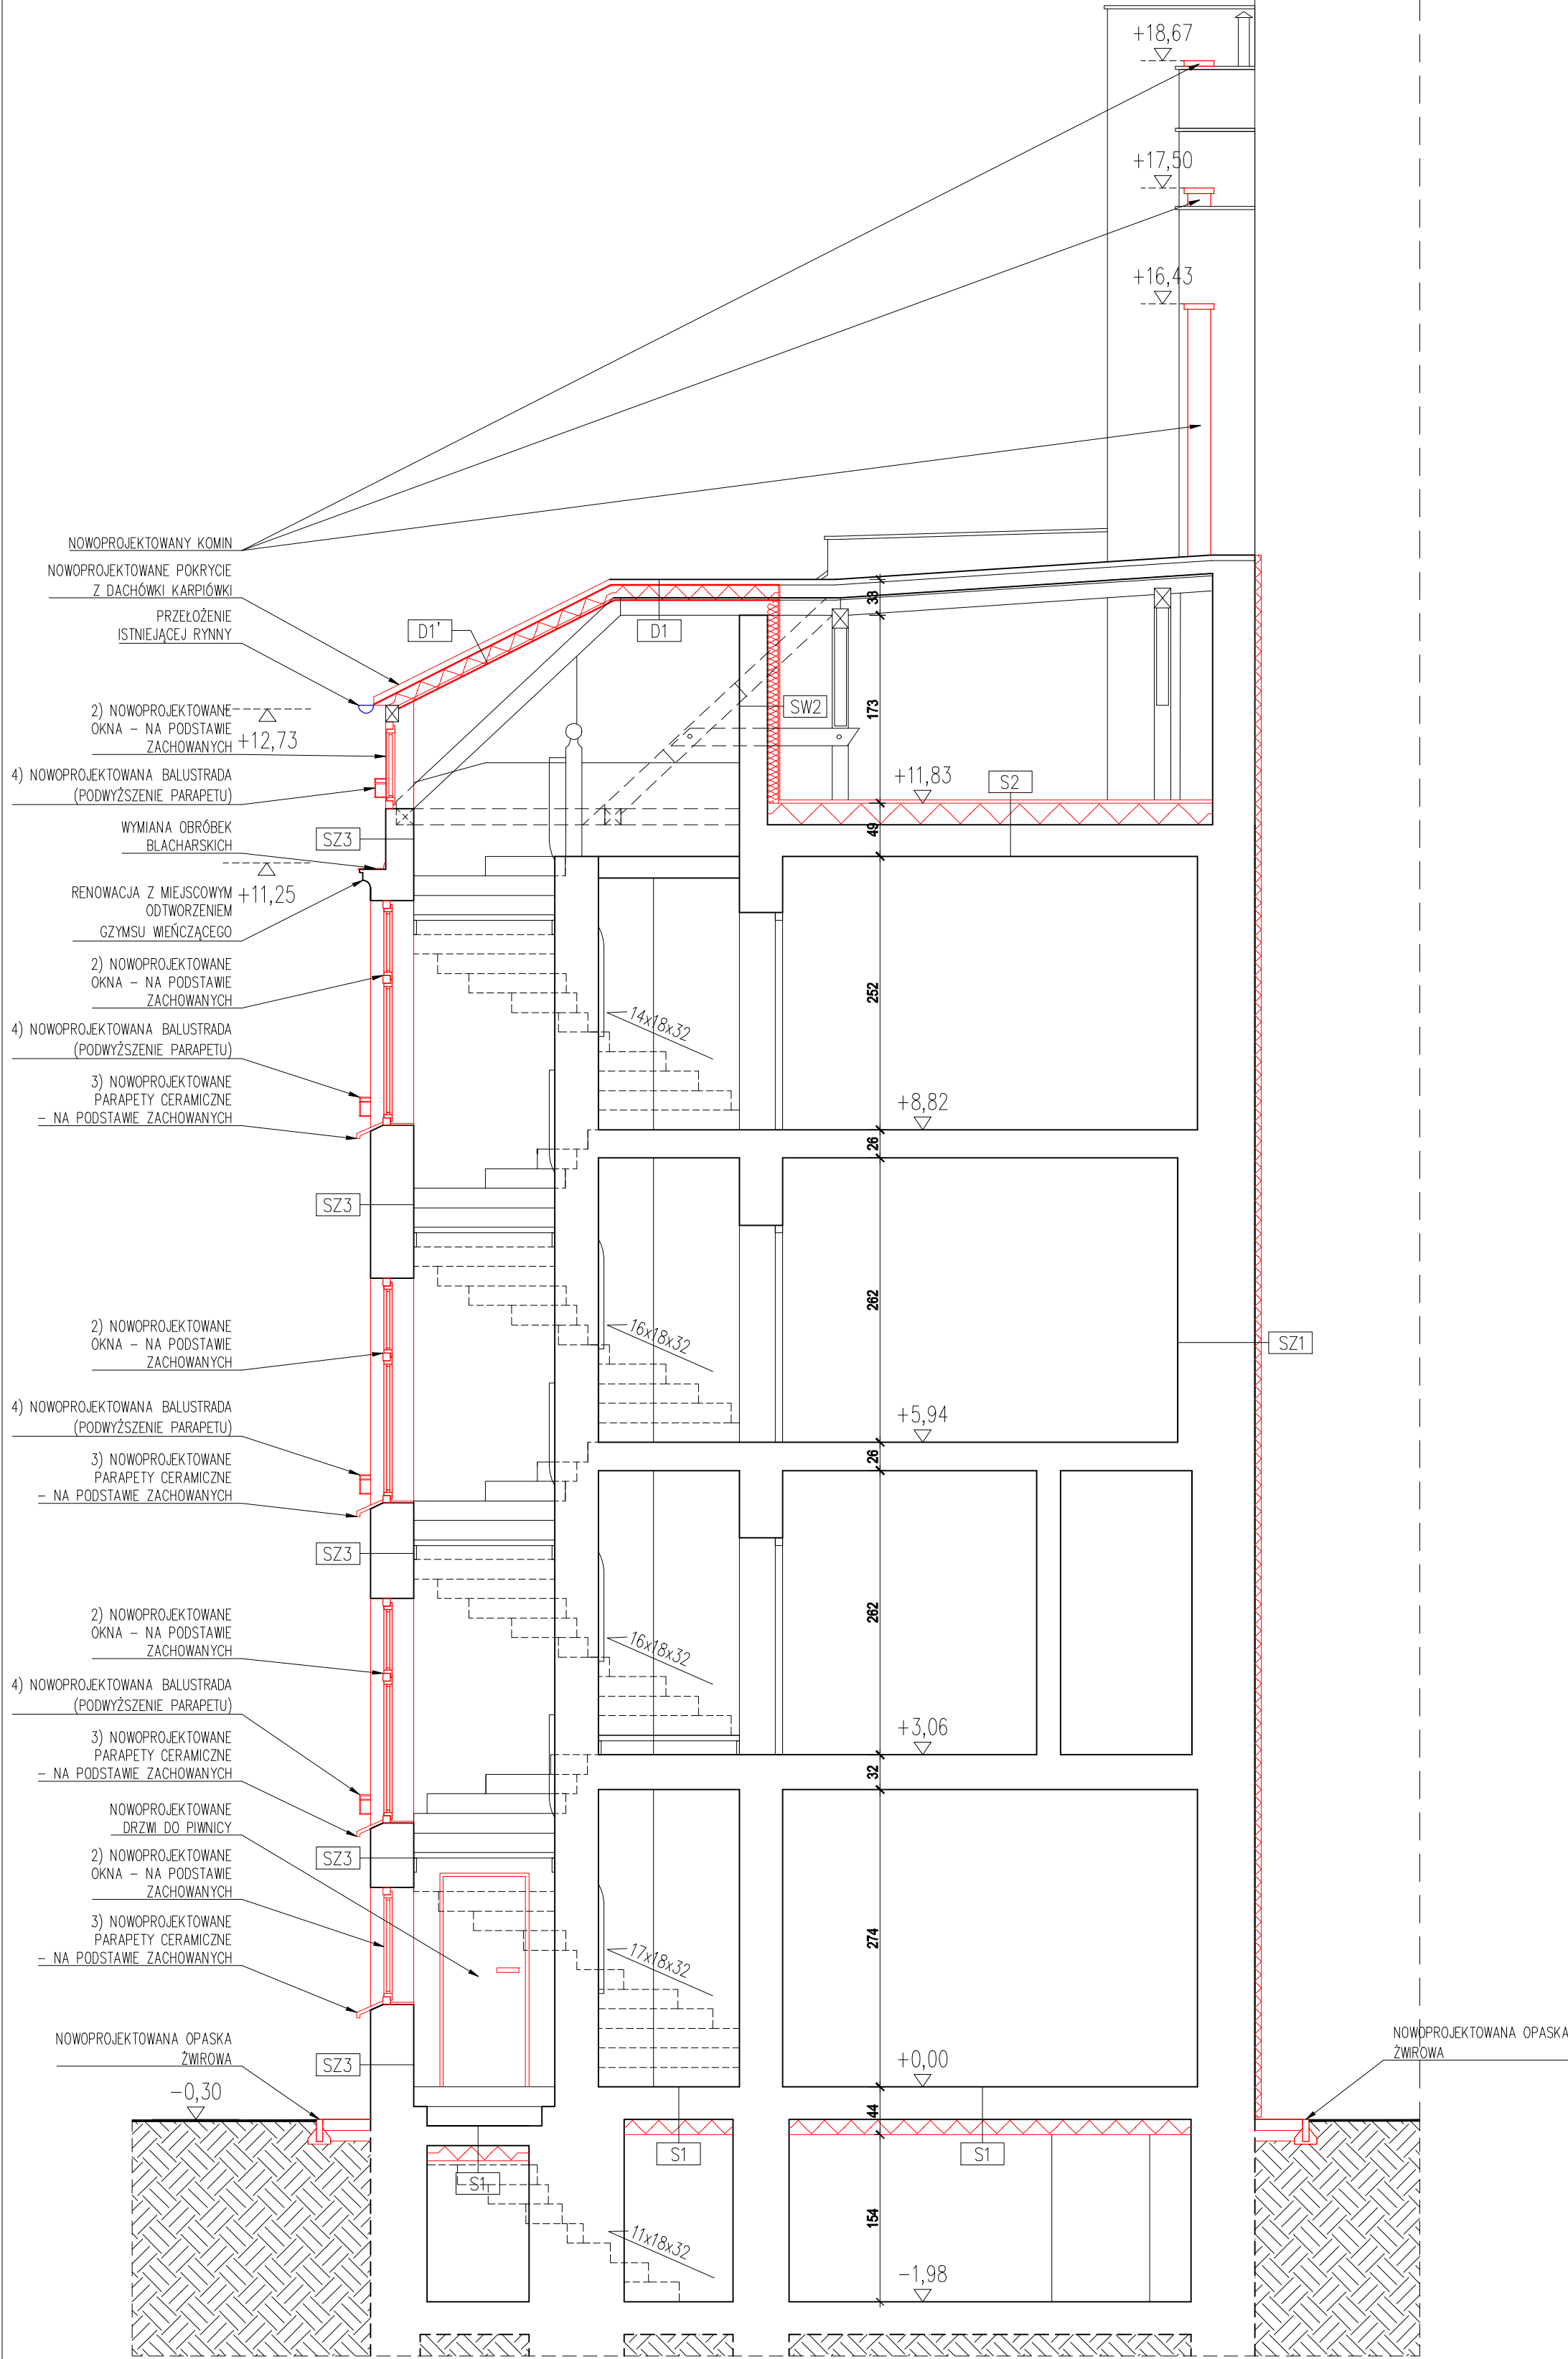 +18,67
+17,50
+16,43
NOWOPROJEKTOWANY KOMIN
NOWOPROJEKTOWANE POKRYCIE
Z DACHÓWKI KARPIÓWKI
PRZEŁOŻENIE
ISTNIEJĄCEJ RYNNY
D1'
D1
33
2) NOWOPROJEKTOWANE
OKNA – NA PODSTAWIE
ZACHOWANYCH
+12,73
SW2
173
4) NOWOPROJEKTOWANA BALUSTRADA
(PODWYŻSZENIE PARAPETU)
+11,83
S2
WYMIANA OBRÓBEK
BLACHARSKICH
SZ3
49
RENOWACJA Z MIEJSCOWYM
ODTWORZENIEM
GZYMSU WIEŃCZĄCEGO
+11,25
2) NOWOPROJEKTOWANE
OKNA – NA PODSTAWIE
ZACHOWANYCH
252
14x18x32
4) NOWOPROJEKTOWANA BALUSTRADA
(PODWYŻSZENIE PARAPETU)
3) NOWOPROJEKTOWANE
PARAPETY CERAMICZNE
– NA PODSTAWIE ZACHOWANYCH
+8,82
26
SZ3
262
16x18x32
SZ1
2) NOWOPROJEKTOWANE
OKNA – NA PODSTAWIE
ZACHOWANYCH
4) NOWOPROJEKTOWANA BALUSTRADA
(PODWYŻSZENIE PARAPETU)
+5,94
26
3) NOWOPROJEKTOWANE
PARAPETY CERAMICZNE
– NA PODSTAWIE ZACHOWANYCH
SZ3
262
16x18x32
2) NOWOPROJEKTOWANE
OKNA – NA PODSTAWIE
ZACHOWANYCH
4) NOWOPROJEKTOWANA BALUSTRADA
(PODWYŻSZENIE PARAPETU)
+3,06
3) NOWOPROJEKTOWANE
PARAPETY CERAMICZNE
– NA PODSTAWIE ZACHOWANYCH
32
NOWOPROJEKTOWANE
DRZWI DO PIWNICY
SZ3
2) NOWOPROJEKTOWANE
OKNA – NA PODSTAWIE
ZACHOWANYCH
3) NOWOPROJEKTOWANE
PARAPETY CERAMICZNE
– NA PODSTAWIE ZACHOWANYCH
274
17x18x32
NOWOPROJEKTOWANA OPASKA
ŻWIROWA
SZ3
+0,00
NOWOPROJEKTOWANA OPASKA
ŻWIROWA
–0,30
44
S1
S1
S1
154
11x18x32
–1,98